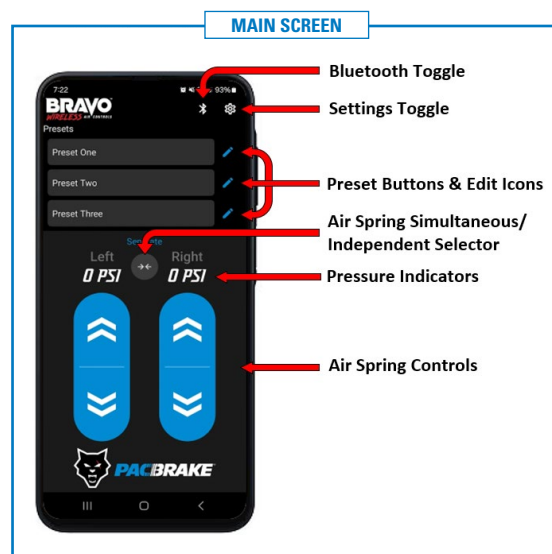 MAIN SCREEN
Bluetooth Toggle
7:22
93%
BRAVO
WIRELESS AIR CONTROLS
Settings Toggle
Presets
Preset One
Preset Two
Preset Buttons & Edit Icons
Preset Three
Air Spring Simultaneous/
Independent Selector
Left
Right
0 PSI
0 PSI
Pressure Indicators
Air Spring Controls
PACBRAKE